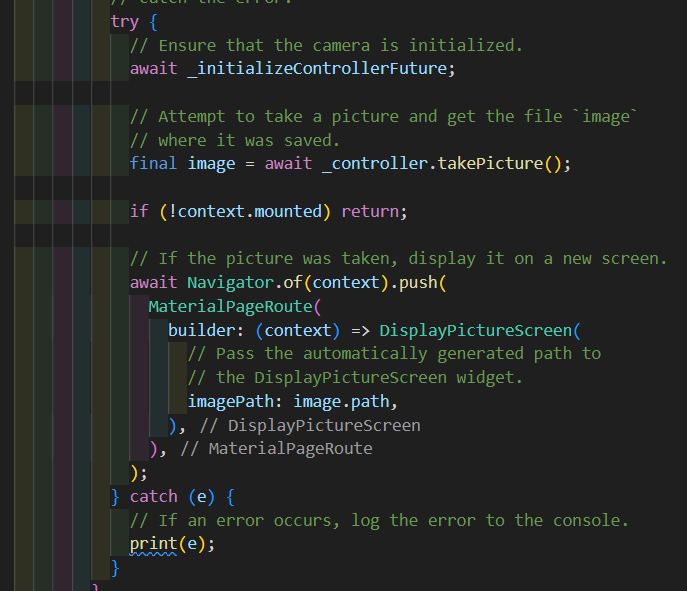 // catch the error.
try {
// Ensure that the camera is initialized.
await _initializeControllerFuture;
// Attempt to take a picture and get the file `image`
// where it was saved.
final image = await _controller.takePicture();
if (!context.mounted) return;
// If the picture was taken, display it on a new screen.
await Navigator.of(context).push(
MaterialPageRoute(
builder: (context) => DisplayPictureScreen(
// Pass the automatically generated path to
// the DisplayPictureScreen widget.
imagePath: image.path,
), // DisplayPictureScreen
), // MaterialPageRoute
);
} catch (e) {
// If an error occurs, log the error to the console.
print(e);
}
}